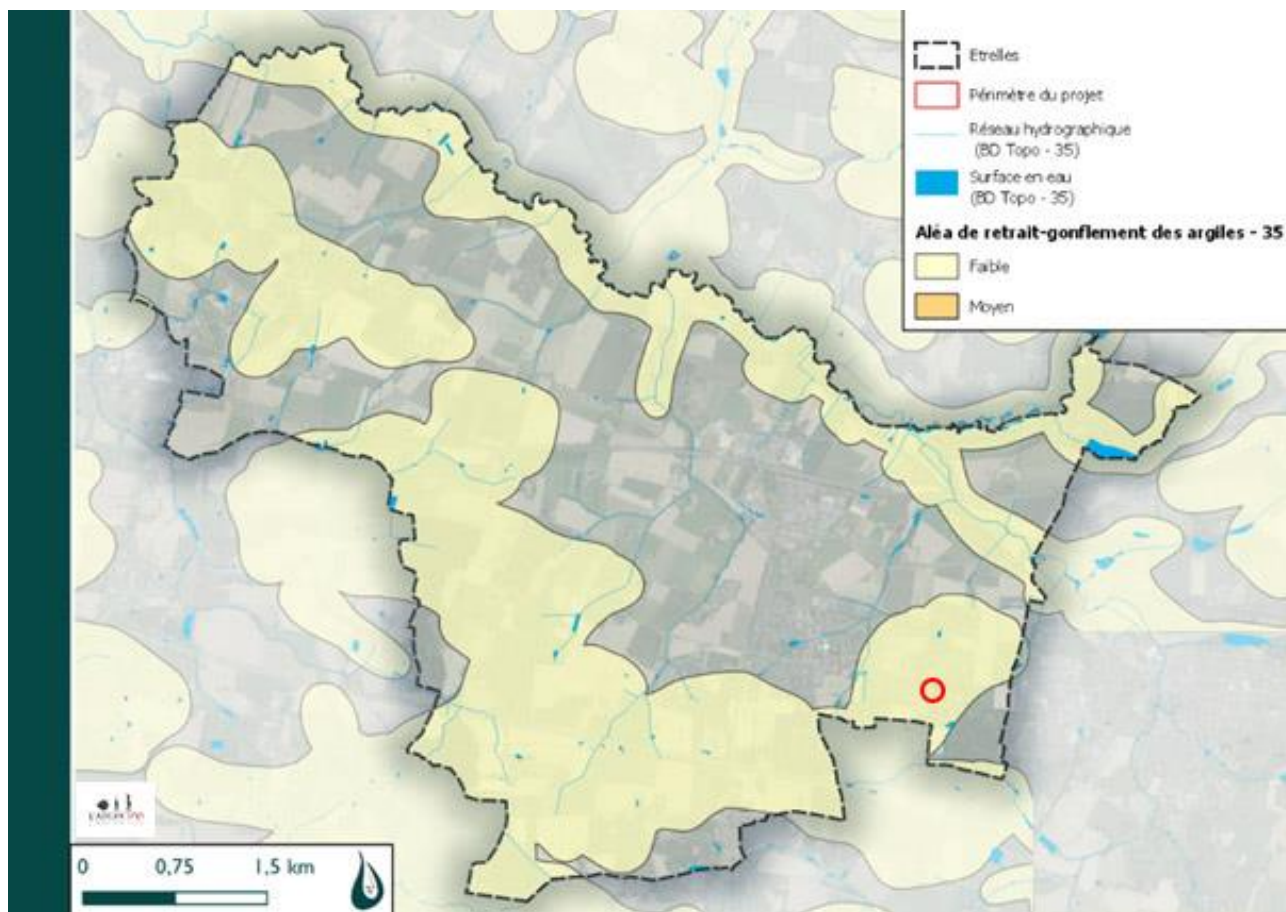 Etrelles
Périmètre du projet
Réseau hydrographique
(BD Topo - 35)
Surface en eau
(BD Topo - 35)
Aléa de retrait-gonflement des argiles - 35
Faible
Moyen
0 0,75 1,5 km